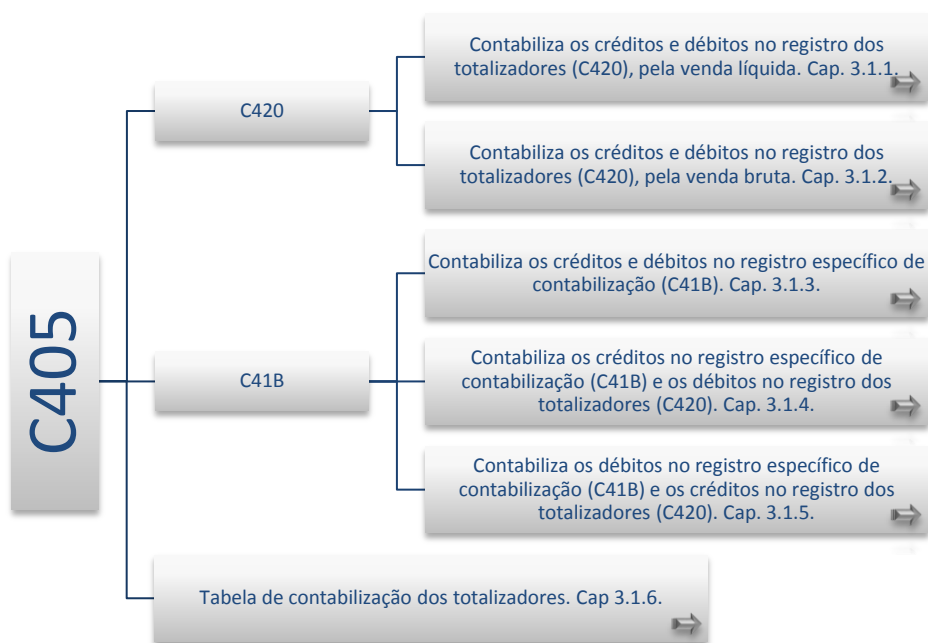 C405
C420
Contabiliza os créditos e débitos no registro dos
totalizadores (C420), pela venda líquida. Cap. 3.1.1.
Contabiliza os créditos e débitos no registro dos
totalizadores (C420), pela venda bruta. Cap. 3.1.2.
C41B
Contabiliza os créditos e débitos no registro específico de
contabilização (C41B). Cap. 3.1.3.
Contabiliza os créditos no registro específico de
contabilização (C41B) e os débitos no registro dos
totalizadores (C420). Cap. 3.1.4.
Contabiliza os débitos no registro específico de
contabilização (C41B) e os créditos no registro dos
totalizadores (C420). Cap. 3.1.5.
Tabela de contabilização dos totalizadores. Cap 3.1.6.